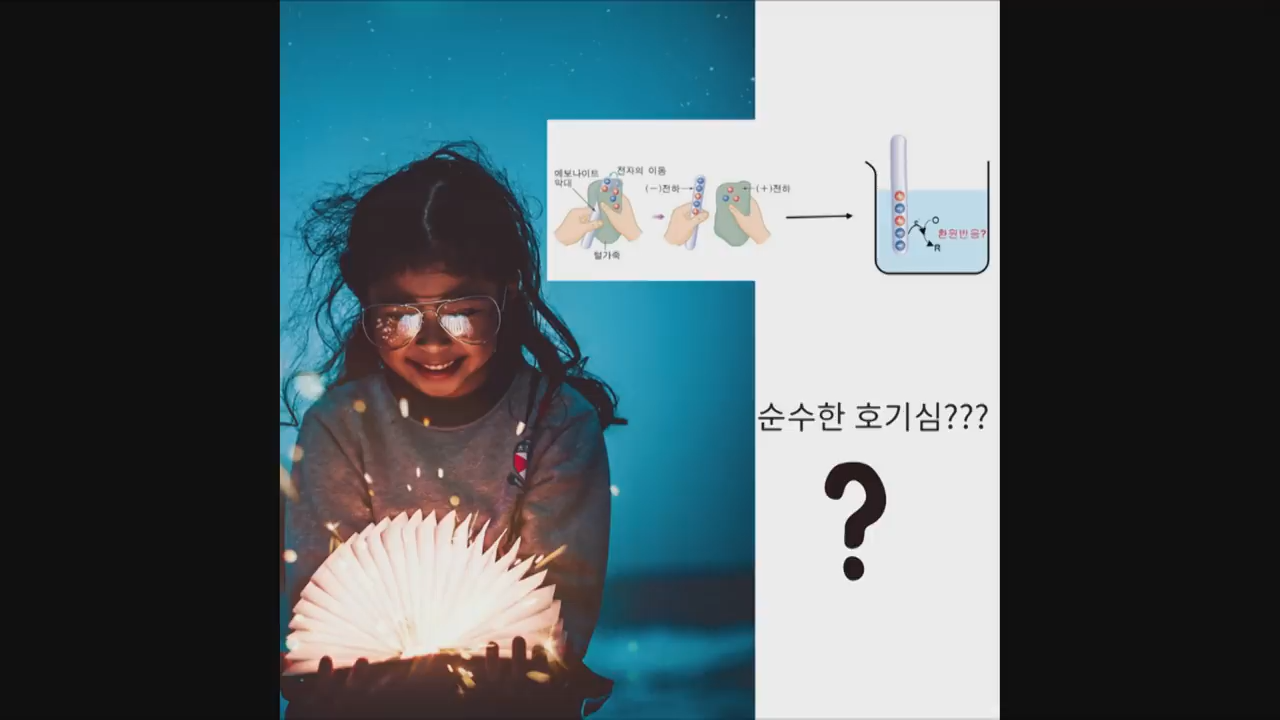 에보나이트
막대
전자의 이동
(−)전하
(+)전하
털가죽
O
R
환원반응?
순수한 호기심???
?